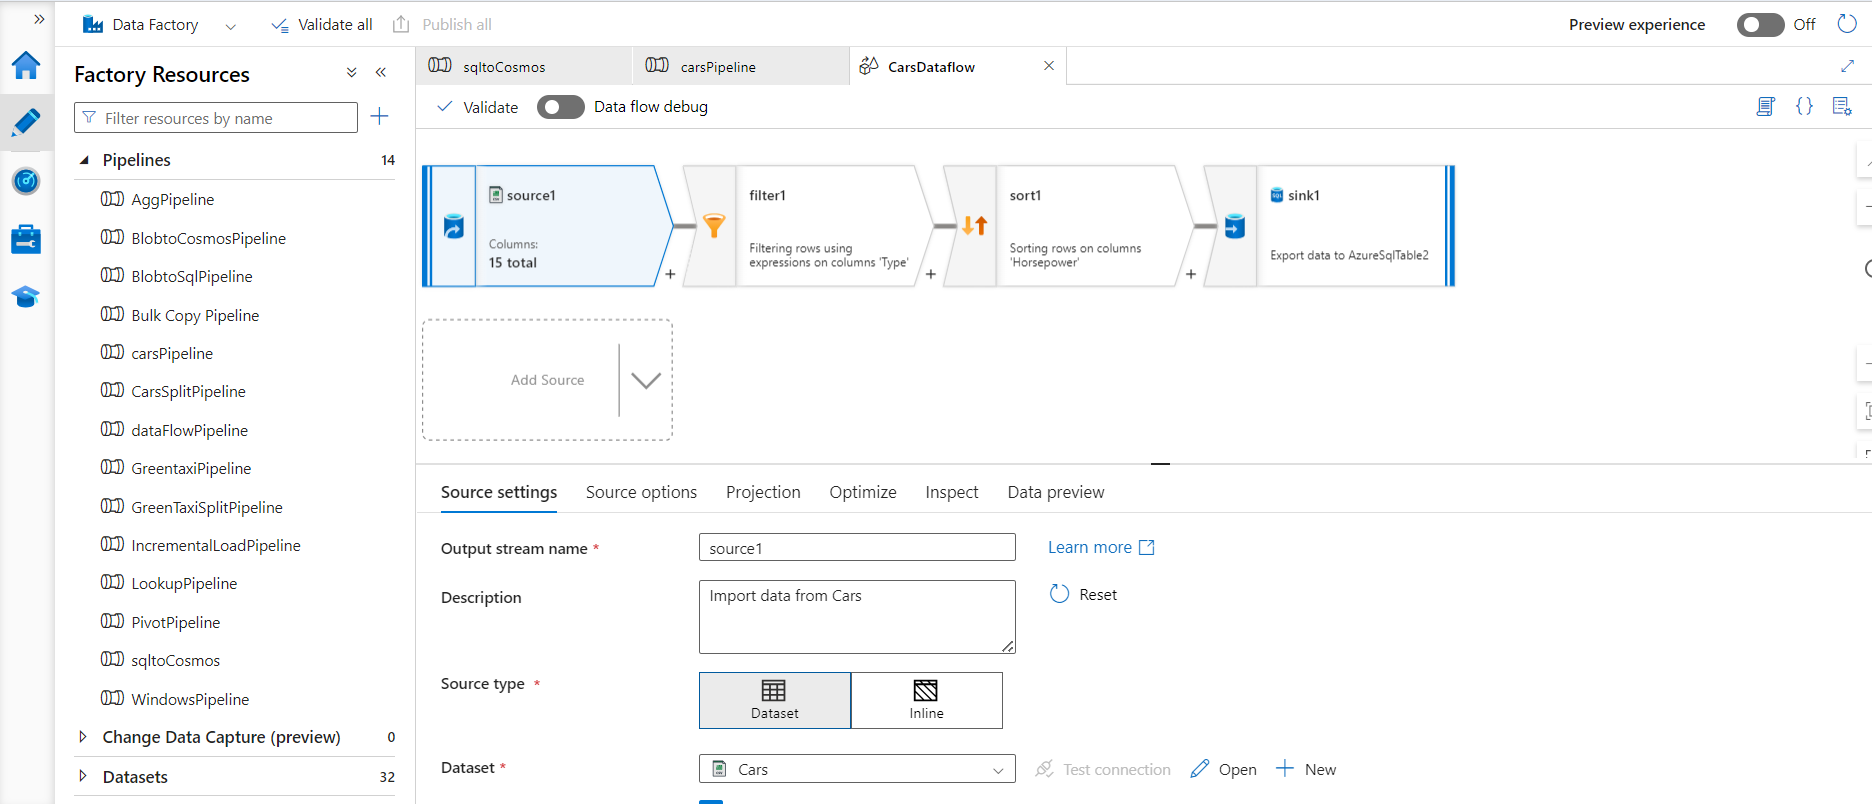 Data Factory
Validate all
Publish all
Preview experience
Off
Factory Resources
Filter resources by name
Pipelines 14
AggPipeline
BlobtoCosmosPipeline
BlobtoSqlPipeline
Bulk Copy Pipeline
carsPipeline
CarsSplitPipeline
dataFlowPipeline
GreentaxiPipeline
GreenTaxiSplitPipeline
IncrementalLoadPipeline
LookupPipeline
PivotPipeline
sqltoCosmos
WindowsPipeline
Change Data Capture (preview) 0
Datasets 32
sqltoCosmos
carsPipeline
CarsDataflow
Validate
Data flow debug
source1
Columns:
15 total
filter1
Filtering rows using
expressions on columns 'Type'
sort1
Sorting rows on columns
'Horsepower'
SQL
sink1
Export data to AzureSqlTable2
Add Source
Source settings
Source options
Projection
Optimize
Inspect
Data preview
Output stream name *
source1
Learn more
Description
Import data from Cars
Reset
Source type *
Dataset
Inline
Dataset *
Cars
Test connection
Open
New